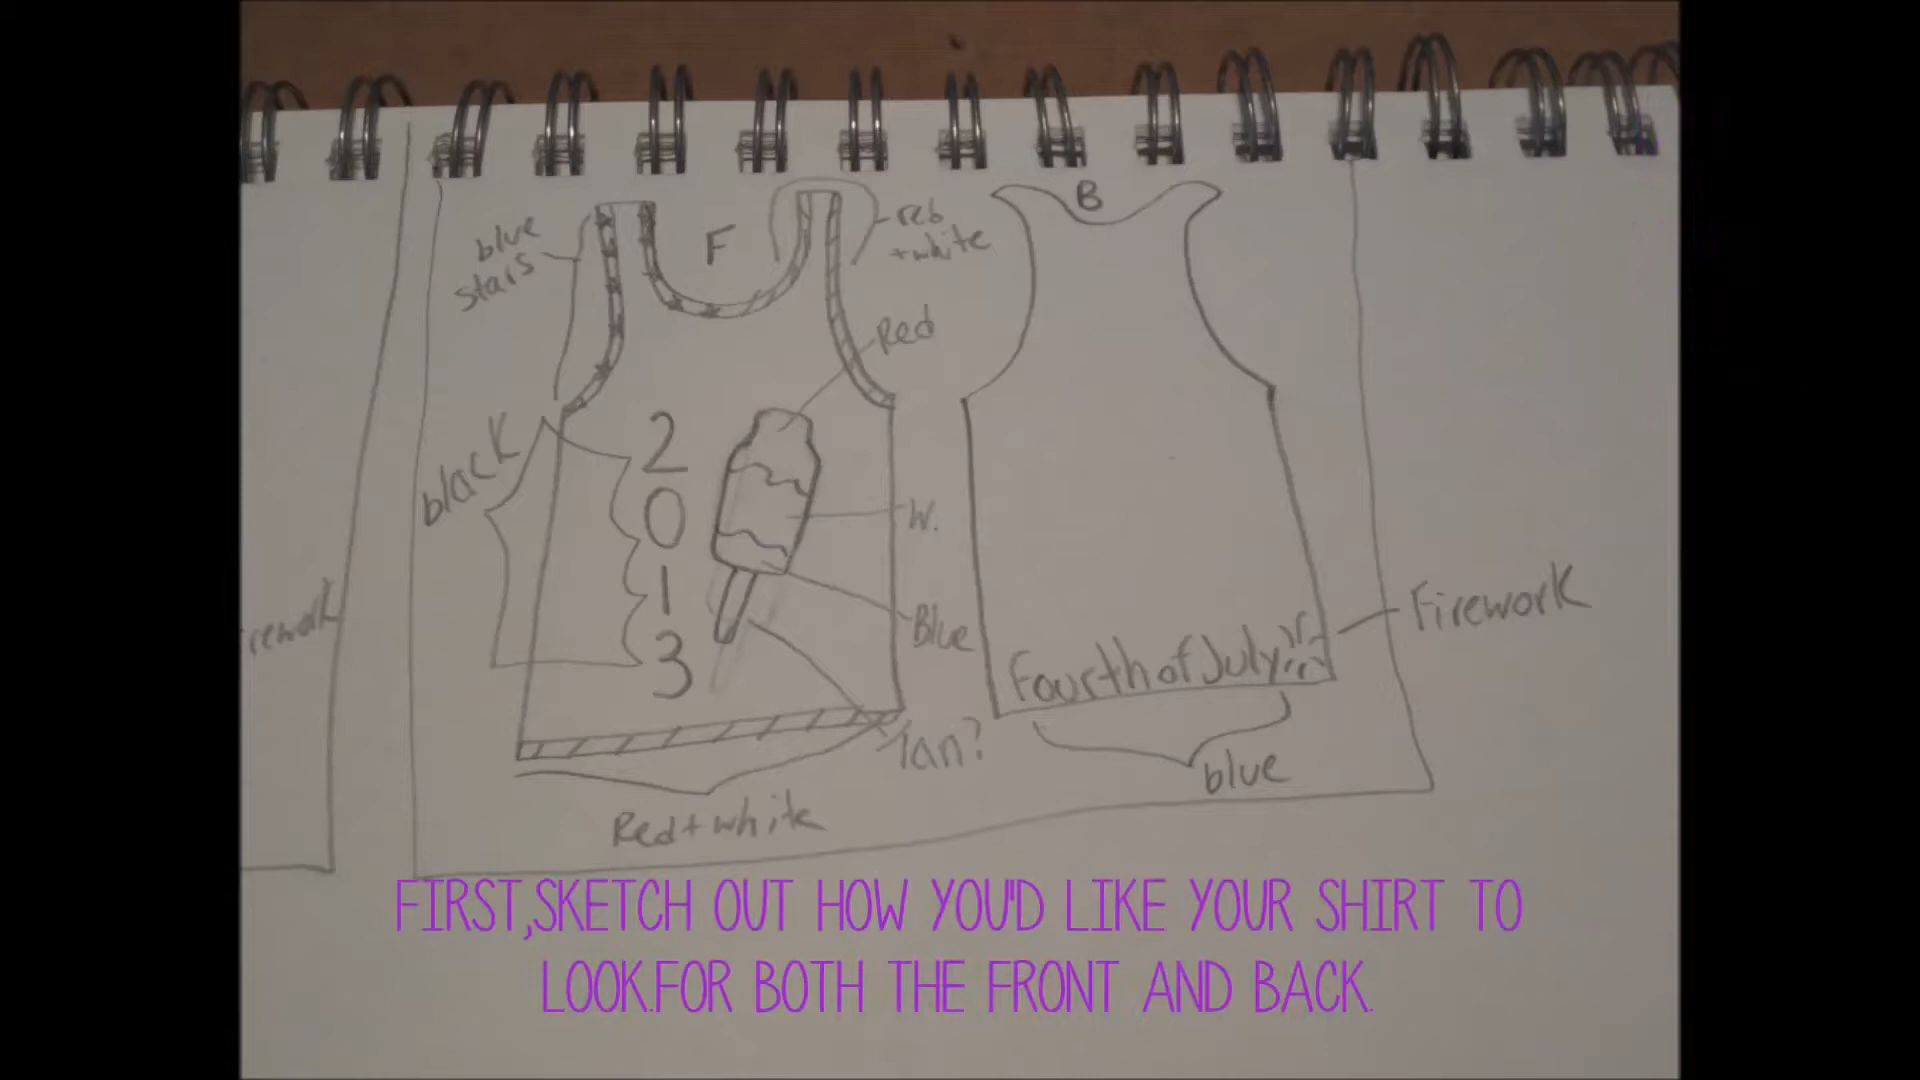 B
F
blue
stars
red
+white
Red
black
2
0
1
3
W.
Blue
Firework
rework
Fourth of July
Tan?
blue
Red+white
FIRST,SKETCH OUT HOW YOU'D LIKE YOUR SHIRT TO
LOOK.FOR BOTH THE FRONT AND BACK.